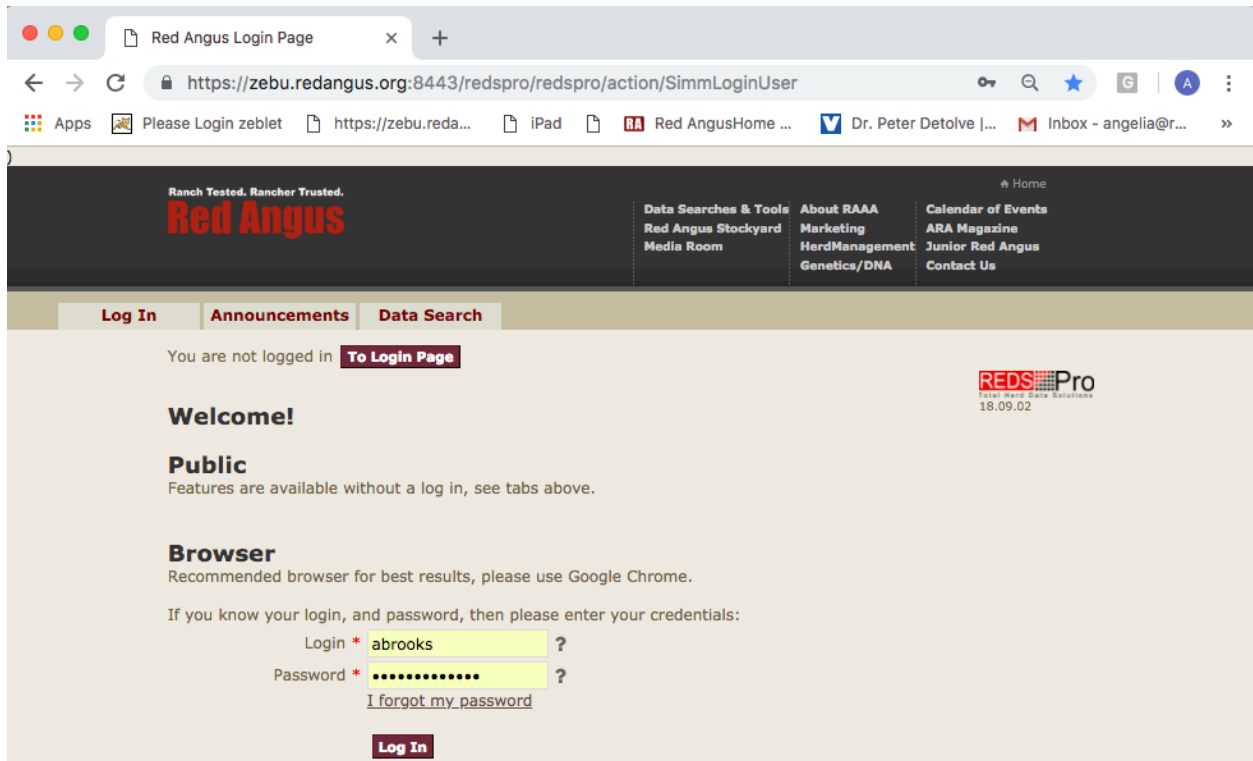 Red Angus Login Page
https://zebu.redangus.org:8443/redspro/redspro/action/SimmLoginUser
G
A
Apps Please Login zeblet https://zebu.reda... iPad RA Red AngusHome ... Dr. Peter Detolve |... Inbox - angelia@r... »
)
Home
Ranch Tested. Rancher Trusted.
Red Angus
Data Searches & Tools About RAAA Calendar of Events
Red Angus Stockyard Marketing ARA Magazine
Media Room HerdManagement Junior Red Angus
Genetics/DNA Contact Us
Log In Announcements Data Search
You are not logged in To Login Page
REDSPro
Total Herd Data Solutions
18.09.02
Welcome!
Public
Features are available without a log in, see tabs above.
Browser
Recommended browser for best results, please use Google Chrome.
If you know your login, and password, then please enter your credentials:
Login * abrooks ?
Password * ••••••••••••• ?
I forgot my password
Log In